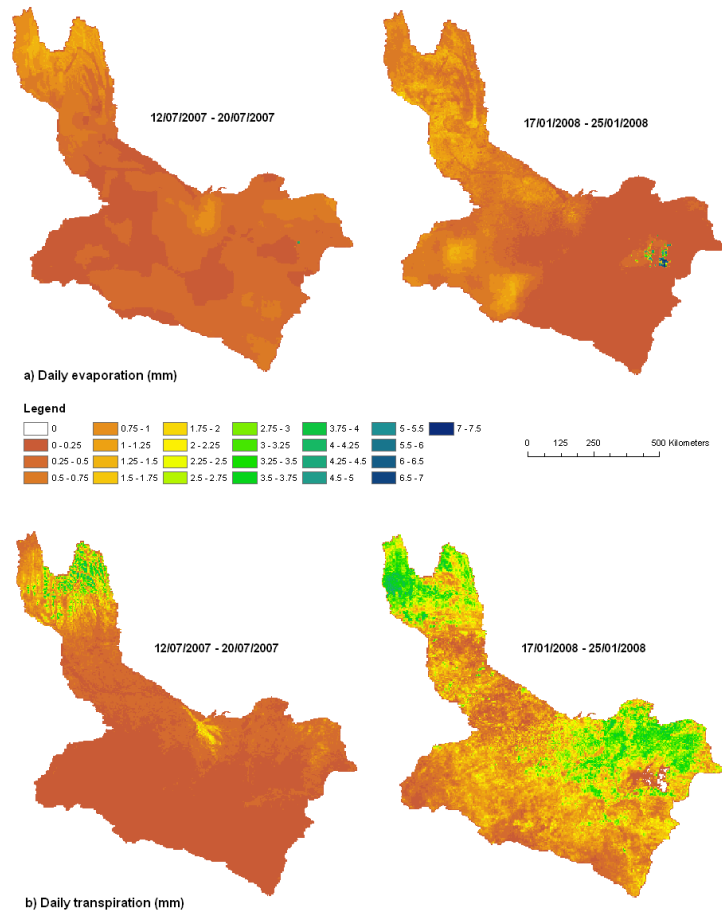 12/07/2007 - 20/07/2007
17/01/2008 - 25/01/2008
a) Daily evaporation (mm)
Legend
0 0.75 - 1 1.75 - 2 2.75 - 3 3.75 - 4 5 - 5.5 7 - 7.5
0 - 0.25 1 - 1.25 2 - 2.25 3 - 3.25 4 - 4.25 5.5 - 6
0.25 - 0.5 1.25 - 1.5 2.25 - 2.5 3.25 - 3.5 4.25 - 4.5 6 - 6.5
0.5 - 0.75 1.5 - 1.75 2.5 - 2.75 3.5 - 3.75 4.5 - 5 6.5 - 7
0 125 250 500 Kilometers
12/07/2007 - 20/07/2007
17/01/2008 - 25/01/2008
b) Daily transpiration (mm)